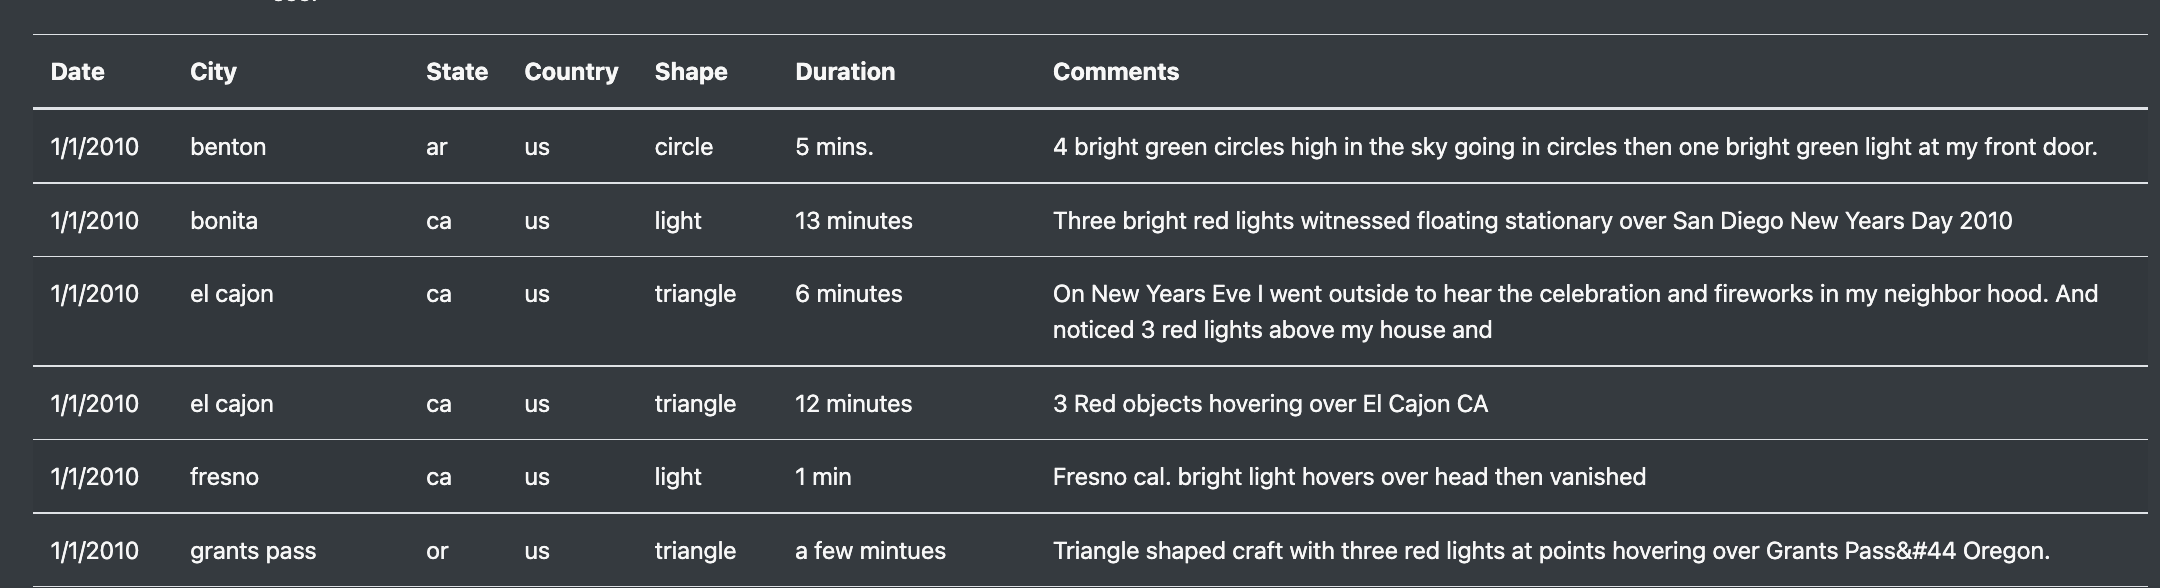 Date City State Country Shape Duration Comments
1/1/2010 benton ar us circle 5 mins. 4 bright green circles high in the sky going in circles then one bright green light at my front door.
1/1/2010 bonita ca us light 13 minutes Three bright red lights witnessed floating stationary over San Diego New Years Day 2010
1/1/2010 el cajon ca us triangle 6 minutes On New Years Eve I went outside to hear the celebration and fireworks in my neighbor hood. And
noticed 3 red lights above my house and
1/1/2010 el cajon ca us triangle 12 minutes 3 Red objects hovering over El Cajon CA
1/1/2010 fresno ca us light 1 min Fresno cal. bright light hovers over head then vanished
1/1/2010 grants pass or us triangle a few mintues Triangle shaped craft with three red lights at points hovering over Grants Pass&#44 Oregon.